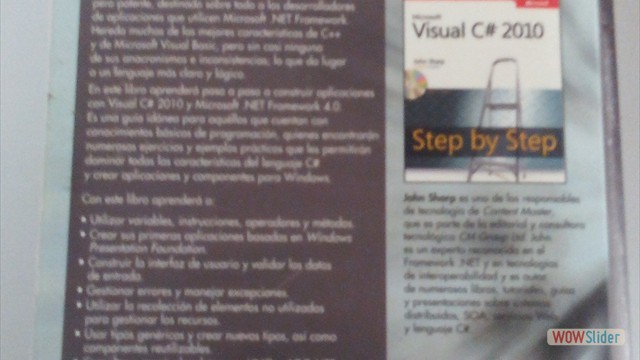 pero potente, destinado sobre todo a los desarrolladores
de aplicaciones que utilicen Microsoft .NET Framework.
Hereda muchas de las mejores características de C++
y de Microsoft Visual Basic, pero sin casi ninguna
de sus anacronismos e inconsistencias, lo que da lugar
a un lenguaje más claro y lógico.
En este libro aprenderá paso a paso a construir aplicaciones
con Visual C# 2010 y Microsoft .NET Framework 4.0.
Es una guía idónea para aquellos que cuentan con
conocimientos básicos de programación, quienes encontrarán
numerosos ejercicios y ejemplos prácticos que les permitirán
dominar todas las características del lenguaje C#
y crear aplicaciones y componentes para Windows.
Con este libro aprenderá a:
• Utilizar variables, instrucciones, operadores y métodos.
• Crear sus primeras aplicaciones basadas en Windows
Presentation Foundation.
• Construir la interfaz de usuario y validar los datos
de entrada.
• Gestionar errores y manejar excepciones.
• Utilizar la recolección de elementos no utilizados
para gestionar los recursos.
• Usar tipos genéricos y crear nuevos tipos, así como
componentes reutilizables.
Microsoft
Visual C# 2010
John Sharp
Step by Step
John Sharp es uno de los responsables
de tecnología de Content Master,
que es parte de la editorial y consultora
tecnológica CM Group Ltd. John
es un experto reconocido en el
Framework .NET y en tecnologías
de interoperabilidad y es autor
de numerosos libros, tutoriales, guías
y presentaciones sobre sistemas
distribuidos, SOA, servicios Web
y lenguaje C#.
WOWSlider